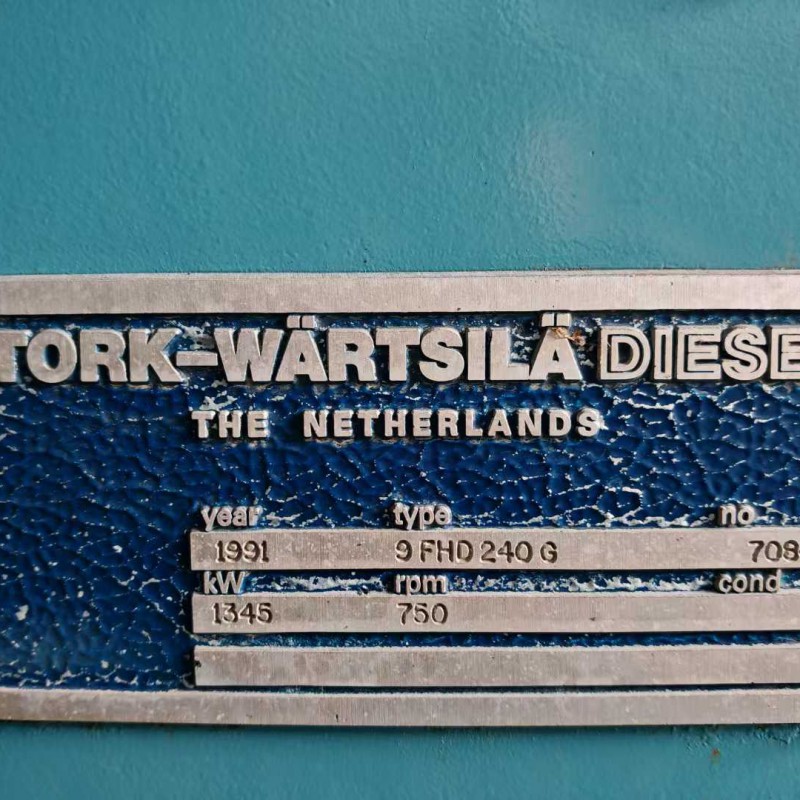 TORK-WÄRTSILÄ DIESE
THE NETHERLANDS
year type no
1991 9 FHD 240 G 708
kW rpm cond
1345 750